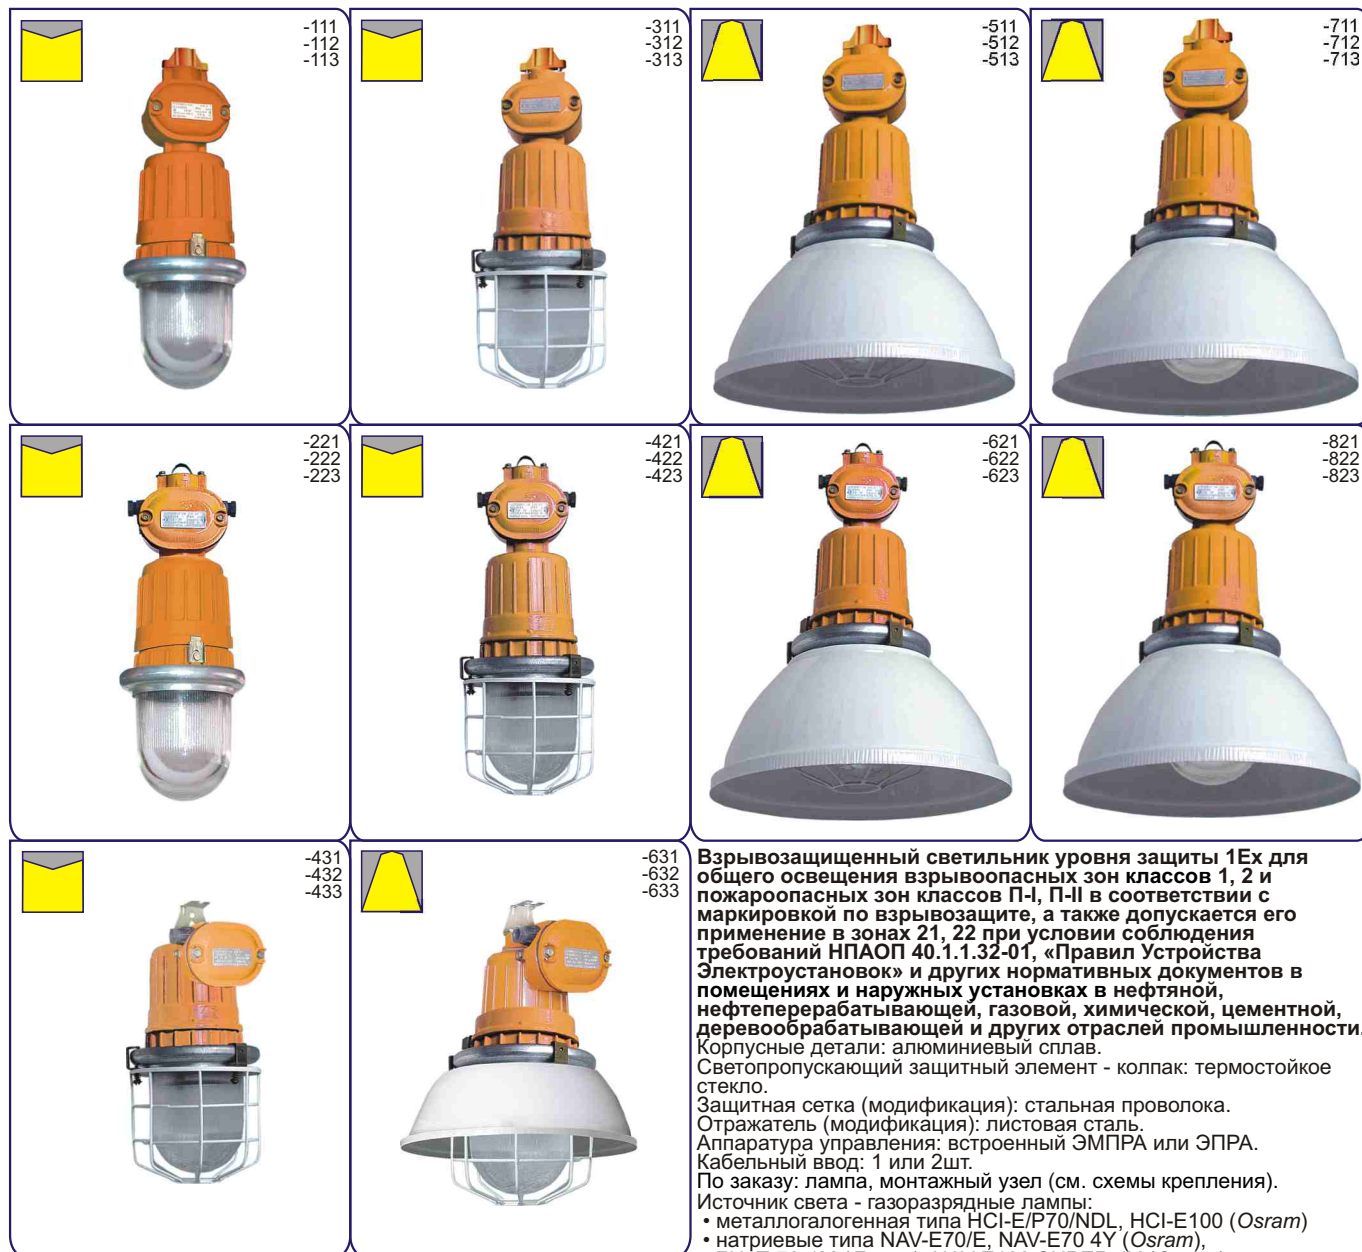 -111
-112
-113
-311
-312
-313
-511
-512
-513
-711
-712
-713
-221
-222
-223
-421
-422
-423
-621
-622
-623
-821
-822
-823
-431
-432
-433
-631
-632
-633
Взрывозащищенный светильник уровня защиты 1Ex для
общего освещения взрывоопасных зон классов 1, 2 и
пожароопасных зон классов П-I, П-II в соответствии с
маркировкой по взрывозащите, а также допускается его
применение в зонах 21, 22 при условии соблюдения
требований НПАОП 40.1.1.32-01, «Правил Устройства
Электроустановок» и других нормативных документов в
помещениях и наружных установках в нефтяной,
нефтеперерабатывающей, газовой, химической, цементной,
деревообрабатывающей и других отраслей промышленности.
Корпусные детали: алюминиевый сплав.
Светопропускающий защитный элемент - колпак: термостойкое
стекло.
Защитная сетка (модификация): стальная проволока.
Отражатель (модификация): листовая сталь.
Аппаратура управления: встроенный ЭМПРА или ЭПРА.
Кабельный ввод: 1 или 2шт.
По заказу: лампа, монтажный узел (см. схемы крепления).
Источник света - газоразрядные лампы:
• металлогалогенная типа HCI-E/P70/NDL, HCI-E100 (Osram)
• натриевые типа NAV-E70/E, NAV-E70 4Y (Osram),